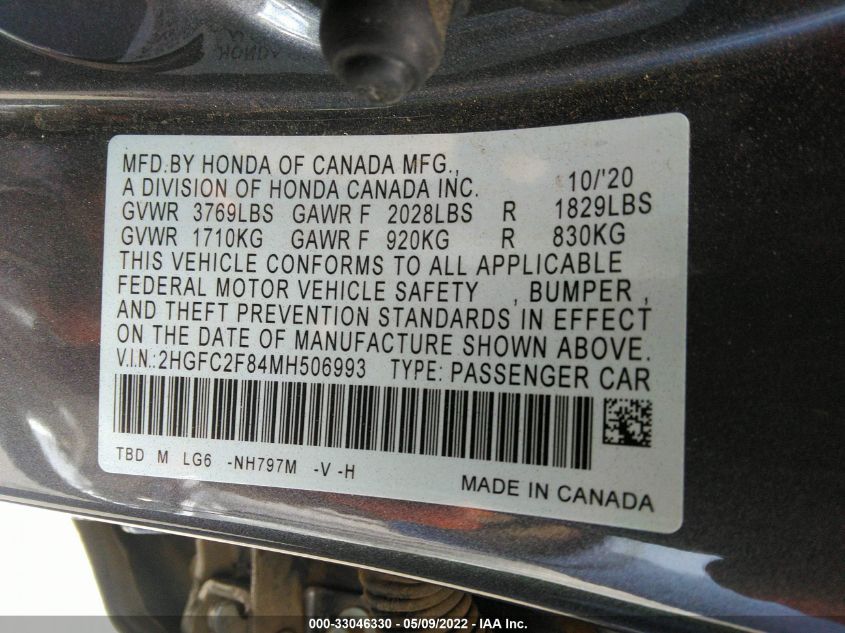 HONDA
MFD.BY HONDA OF CANADA MFG.,
A DIVISION OF HONDA CANADA INC. 10/'20
GVWR 3769LBS GAWR F 2028LBS R 1829LBS
GVWR 1710KG GAWR F 920KG R 830KG
THIS VEHICLE CONFORMS TO ALL APPLICABLE
FEDERAL MOTOR VEHICLE SAFETY , BUMPER ,
AND THEFT PREVENTION STANDARDS IN EFFECT
ON THE DATE OF MANUFACTURE SHOWN ABOVE.
V.I.N.:2HGFC2F84MH506993 TYPE: PASSENGER CAR
TBD M LG6 -NH797M -V -H
MADE IN CANADA
000-33046330 - 05/09/2022 - IAA Inc.